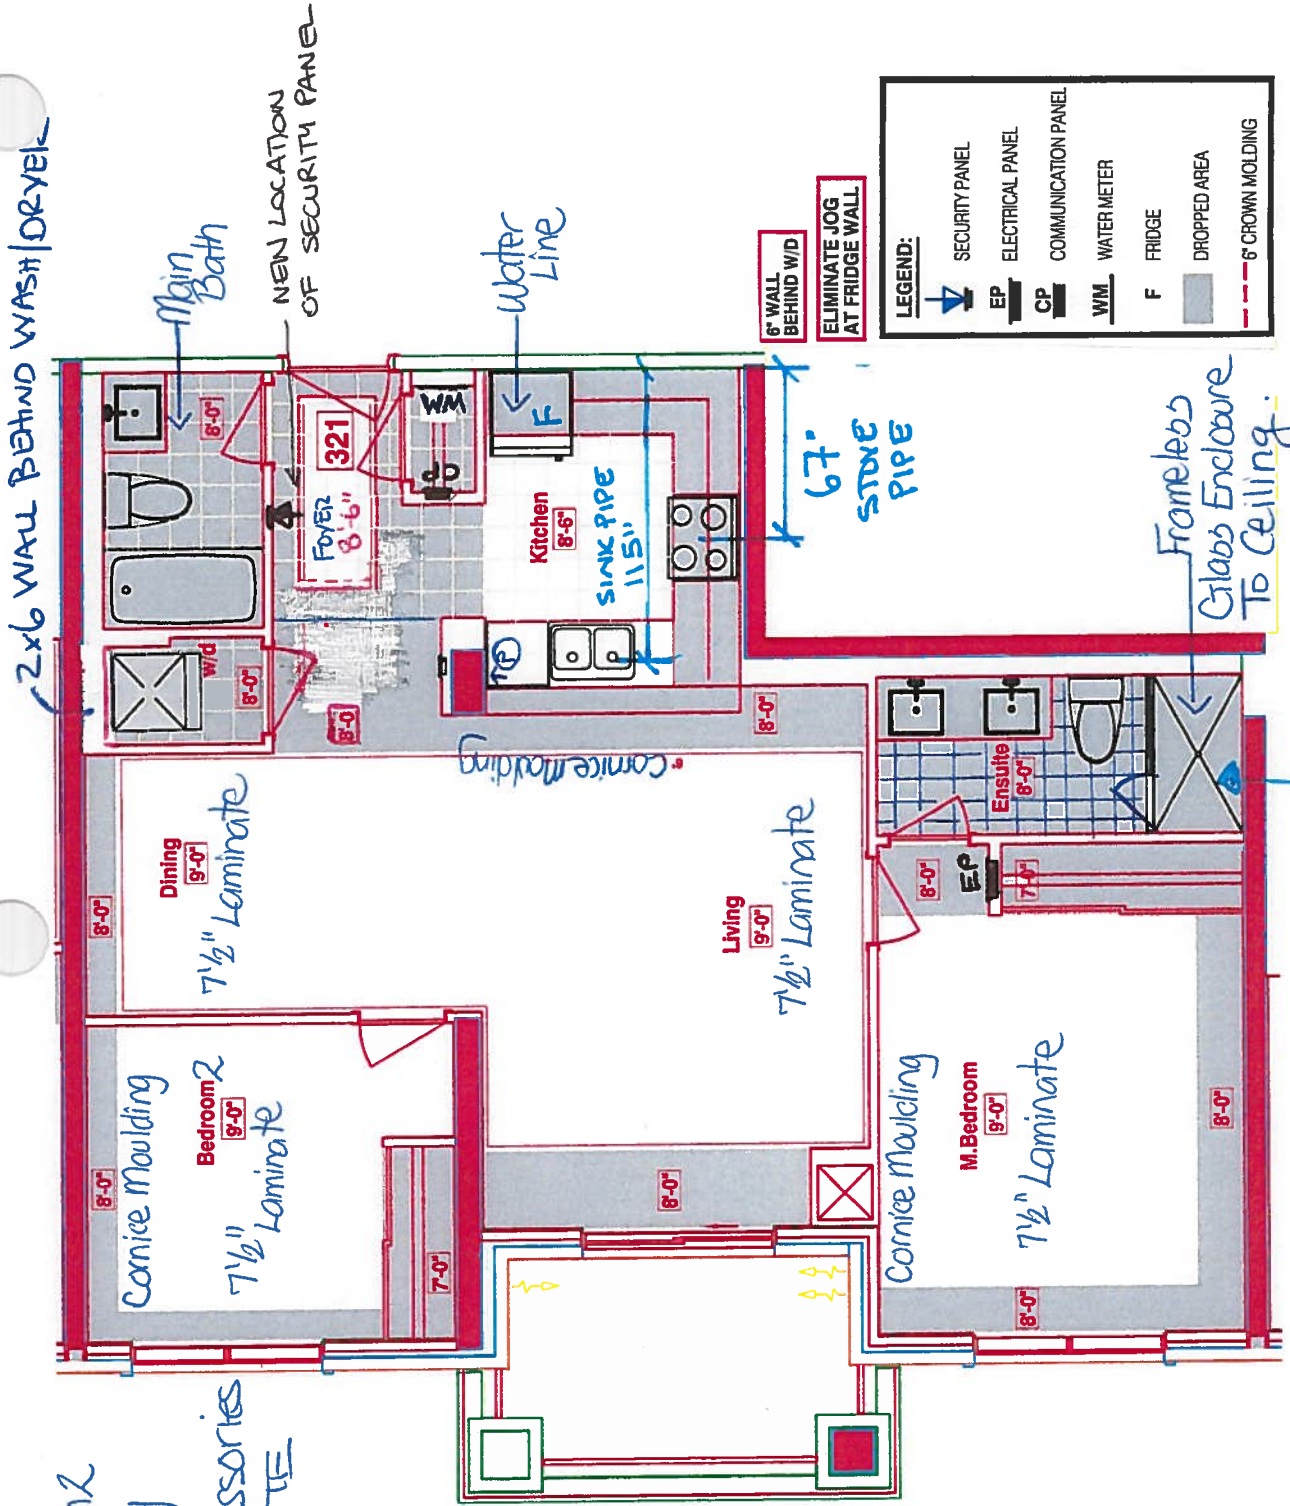 2x6 WALL BEHIND WASH/DRYER
Main
Bath
NEW LOCATION
OF SECURITY PANEL
Water
Line
6" WALL
BEHIND W/D
ELIMINATE JOG
AT FRIDGE WALL
LEGEND:
SECURITY PANEL
EP ELECTRICAL PANEL
CP COMMUNICATION PANEL
WM WATER METER
F FRIDGE
DROPPED AREA
6" CROWN MOLDING
8'-0"
321
FOYER
8'-6"
WM
F
Kitchen
8'-6"
SINK PIPE
115"
67"
STOVE
PIPE
w/d
8'-0"
8'-0
8'-0"
6" Cornice Moulding
Frameless
Glass Enclosure
To Ceiling.
Ensuite
8'-0"
Dining
9'-0"
7½" Laminate
8'-0"
Living
9'-0"
7½" Laminate
8'-0"
EP
7'-0"
8'-0"
Cornice Moulding
Bedroom 2
9'-0"
7½"
Laminate
7'-0"
8'-0"
Cornice Moulding
M.Bedroom
9'-0"
7½" Laminate
8'-0"
8'-0"